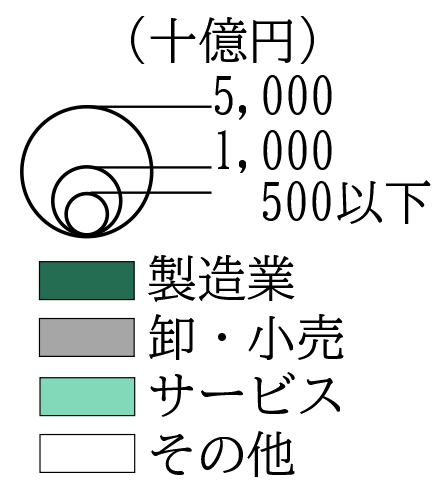 （十億円）
5,000
1,000
500以下
製造業
卸・小売
サービス
その他